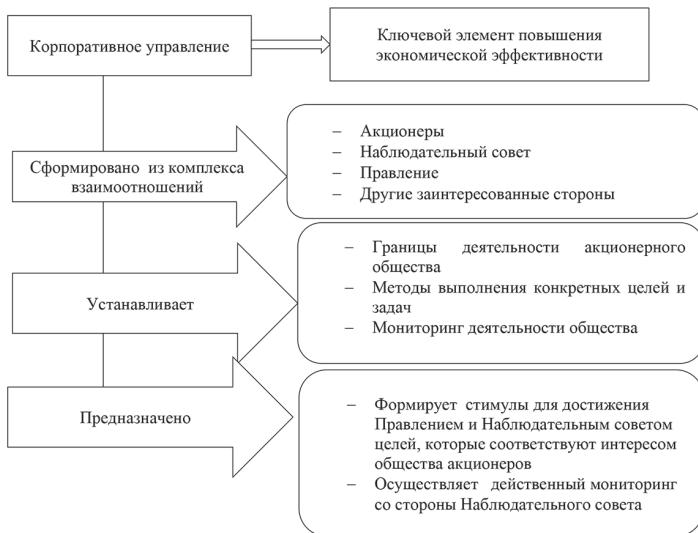 Корпоративное управление
Ключевой элемент повышения
экономической эффективности
Сформировано из комплекса
взаимоотношений
– Акционеры
– Наблюдательный совет
– Правление
– Другие заинтересованные стороны
Устанавливает
– Границы деятельности акционерного
общества
– Методы выполнения конкретных целей и
задач
– Мониторинг деятельности общества
Предназначено
– Формирует стимулы для достижения
Правлением и Наблюдательным советом
целей, которые соответствуют интересом
общества акционеров
– Осуществляет действенный мониторинг
со стороны Наблюдательного совета